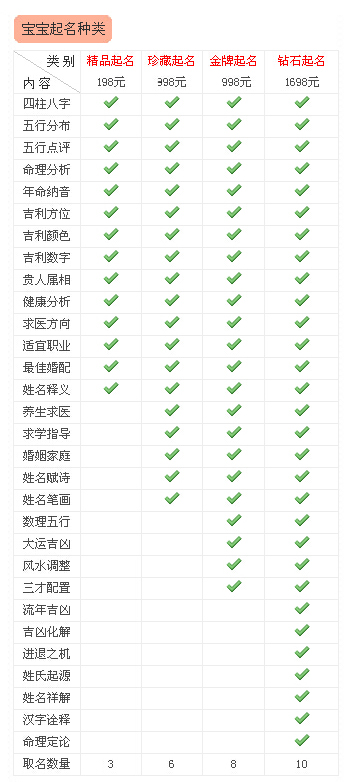 宝宝起名种类
类别 精品起名 珍藏起名 金牌起名 钻石起名
内容 198元 398元 998元 1698元
四柱八字
五行分布
五行点评
命理分析
年命纳音
吉利方位
吉利颜色
吉利数字
贵人属相
健康分析
求医方向
适宜职业
最佳婚配
姓名释义
养生求医
求学指导
婚姻家庭
姓名赋诗
姓名笔画
数理五行
大运吉凶
风水调整
三才配置
流年吉凶
吉凶化解
进退之机
姓氏起源
姓名祥解
汉字诠释
命理定论
取名数量 3 6 8 10